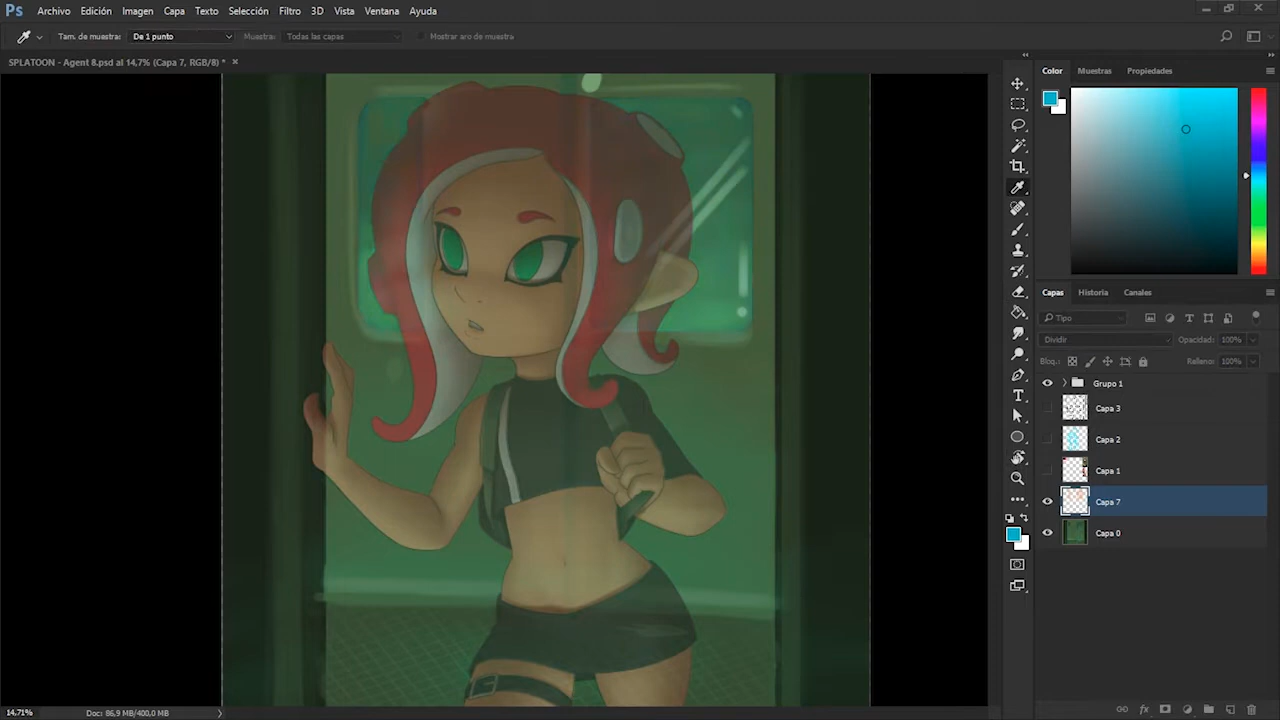 Ps Archivo Edición Imagen Capa Texto Selección Filtro 3D Vista Ventana Ayuda
Tam. de muestra: De 1 punto Muestra: Todas las capas Mostrar aro de muestra
SPLATOON - Agent 8.psd al 14,7% (Capa 7, RGB/8) *
Color Muestras Propiedades
Capas Historia Canales
Tipo
Dividir Opacidad: 100%
Bloq.: Relleno: 100%
Grupo 1
Capa 3
Capa 2
Capa 1
Capa 7
Capa 0
14,71% Doc: 86,9 MB/400,0 MB